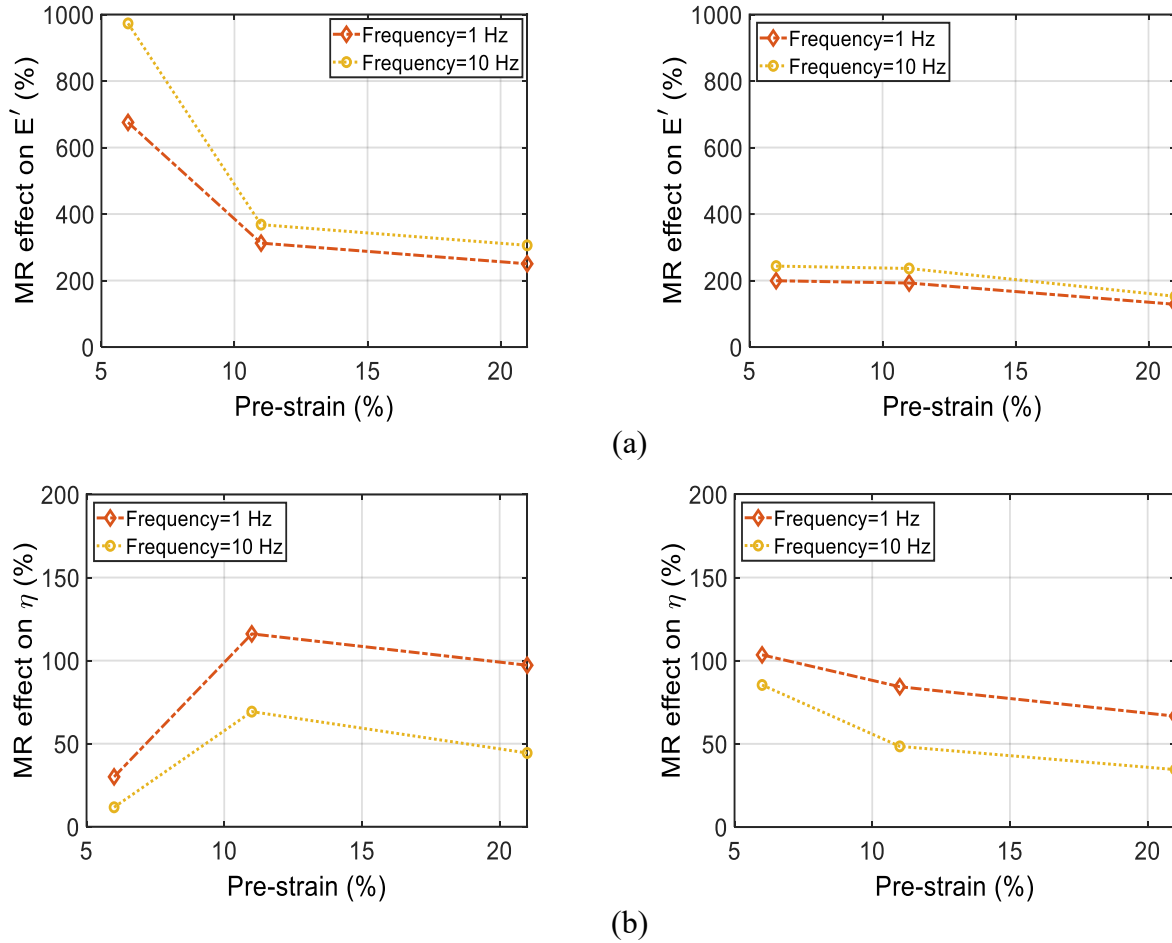 MR effect on E′ (%)
1000
800
600
400
200
0
5
10
15
20
Pre-strain (%)
Frequency=1 Hz
Frequency=10 Hz
MR effect on E′ (%)
1000
800
600
400
200
0
5
10
15
20
Pre-strain (%)
Frequency=1 Hz
Frequency=10 Hz
(a)
MR effect on η (%)
200
150
100
50
0
5
10
15
20
Pre-strain (%)
Frequency=1 Hz
Frequency=10 Hz
MR effect on η (%)
200
150
100
50
0
5
10
15
20
Pre-strain (%)
Frequency=1 Hz
Frequency=10 Hz
(b)